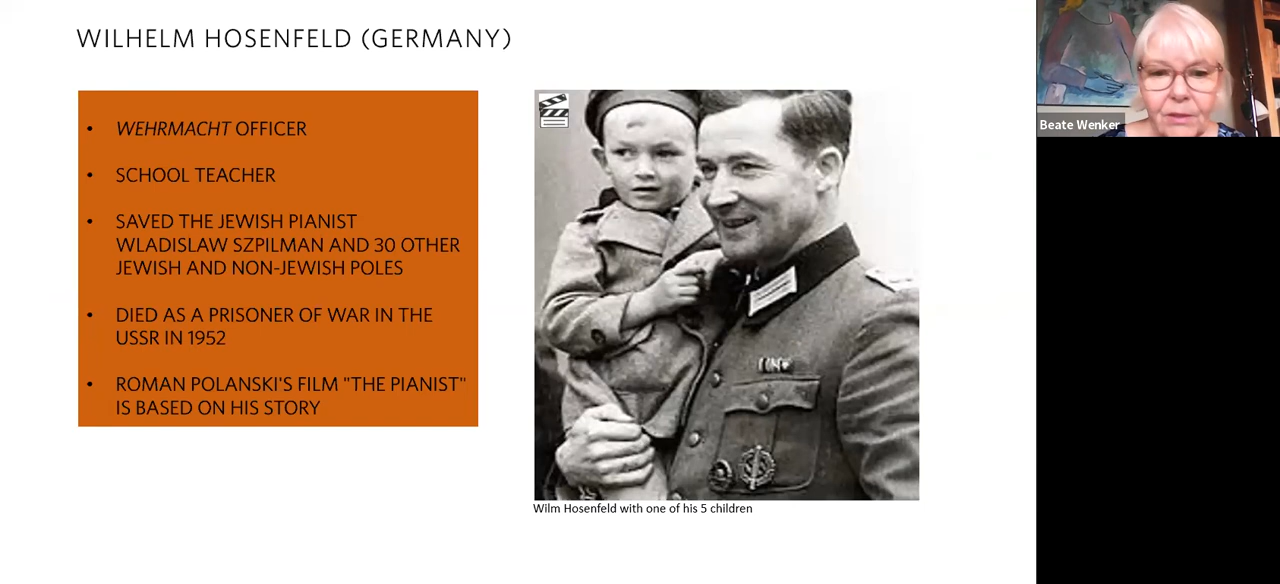 WILHELM HOSENFELD (GERMANY)
• WEHRMACHT OFFICER
• SCHOOL TEACHER
• SAVED THE JEWISH PIANIST
WLADISLAW SZPILMAN AND 30 OTHER
JEWISH AND NON-JEWISH POLES
• DIED AS A PRISONER OF WAR IN THE
USSR IN 1952
• ROMAN POLANSKI'S FILM "THE PIANIST"
IS BASED ON HIS STORY
Wilm Hosenfeld with one of his 5 children
Beate Wenker